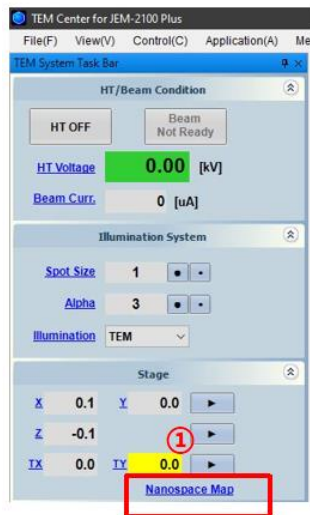 TEM Center for JEM-2100 Plus
File(F) View(V) Control(C) Application(A) Me
TEM System Task Bar
HT/Beam Condition
HT OFF
Beam
Not Ready
HT Voltage 0.00 [kV]
Beam Curr. 0 [uA]
Illumination System
Spot Size 1
Alpha 3
Illumination TEM
Stage
X 0.1 Y 0.0
Z -0.1 ①
TX 0.0 TY 0.0
Nanospace Map